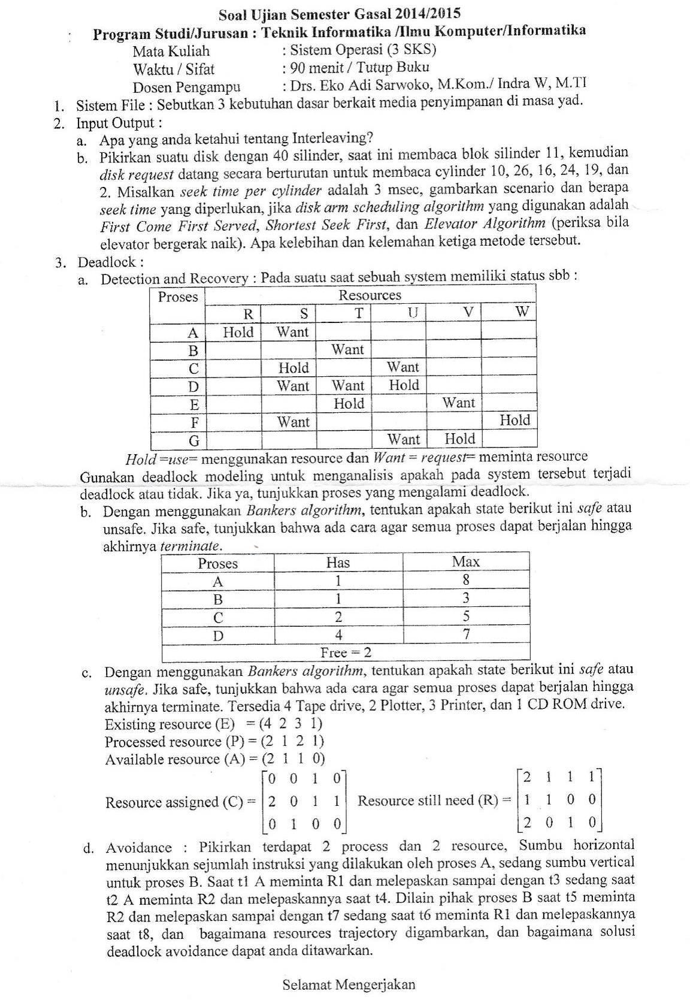 Soal Ujian Semester Gasal 2014/2015
Program Studi/Jurusan : Teknik Informatika /Ilmu Komputer/Informatika
Mata Kuliah : Sistem Operasi (3 SKS)
Waktu / Sifat : 90 menit / Tutup Buku
Dosen Pengampu : Drs. Eko Adi Sarwoko, M.Kom./ Indra W, M.TI
1. Sistem File : Sebutkan 3 kebutuhan dasar berkait media penyimpanan di masa yad.
2. Input Output :
a. Apa yang anda ketahui tentang Interleaving?
b. Pikirkan suatu disk dengan 40 silinder, saat ini membaca blok silinder 11, kemudian
disk request datang secara berturutan untuk membaca cylinder 10, 26, 16, 24, 19, dan
2. Misalkan seek time per cylinder adalah 3 msec, gambarkan scenario dan berapa
seek time yang diperlukan, jika disk arm scheduling algorithm yang digunakan adalah
First Come First Served, Shortest Seek First, dan Elevator Algorithm (periksa bila
elevator bergerak naik). Apa kelebihan dan kelemahan ketiga metode tersebut.
3. Deadlock :
a. Detection and Recovery : Pada suatu saat sebuah system memiliki status sbb :
Proses Resources
R S T U V W
A Hold Want
B Want
C Hold Want
D Want Want Hold
E Hold Want
F Want Hold
G Want Hold
Hold =use= menggunakan resource dan Want = request= meminta resource
Gunakan deadlock modeling untuk menganalisis apakah pada system tersebut terjadi
deadlock atau tidak. Jika ya, tunjukkan proses yang mengalami deadlock.
b. Dengan menggunakan Bankers algorithm, tentukan apakah state berikut ini safe atau
unsafe. Jika safe, tunjukkan bahwa ada cara agar semua proses dapat berjalan hingga
akhirnya terminate.
Proses Has Max
A 1 8
B 1 3
C 2 5
D 4 7
Free = 2
c. Dengan menggunakan Bankers algorithm, tentukan apakah state berikut ini safe atau
unsafe. Jika safe, tunjukkan bahwa ada cara agar semua proses dapat berjalan hingga
akhirnya terminate. Tersedia 4 Tape drive, 2 Plotter, 3 Printer, dan 1 CD ROM drive.
Existing resource (E) = (4 2 3 1)
Processed resource (P) = (2 1 2 1)
Available resource (A) = (2 1 1 0)
0 0 1 0 2 1 1 1
Resource assigned (C) = 2 0 1 1 Resource still need (R) = 1 1 0 0
0 1 0 0 2 0 1 0
d. Avoidance : Pikirkan terdapat 2 process dan 2 resource, Sumbu horizontal
menunjukkan sejumlah instruksi yang dilakukan oleh proses A, sedang sumbu vertical
untuk proses B. Saat t1 A meminta R1 dan melepaskan sampai dengan t3 sedang saat
t2 A meminta R2 dan melepaskannya saat t4. Dilain pihak proses B saat t5 meminta
R2 dan melepaskan sampai dengan t7 sedang saat t6 meminta R1 dan melepaskannya
saat t8, dan bagaimana resources trajectory digambarkan, dan bagaimana solusi
deadlock avoidance dapat anda ditawarkan.
Selamat Mengerjakan